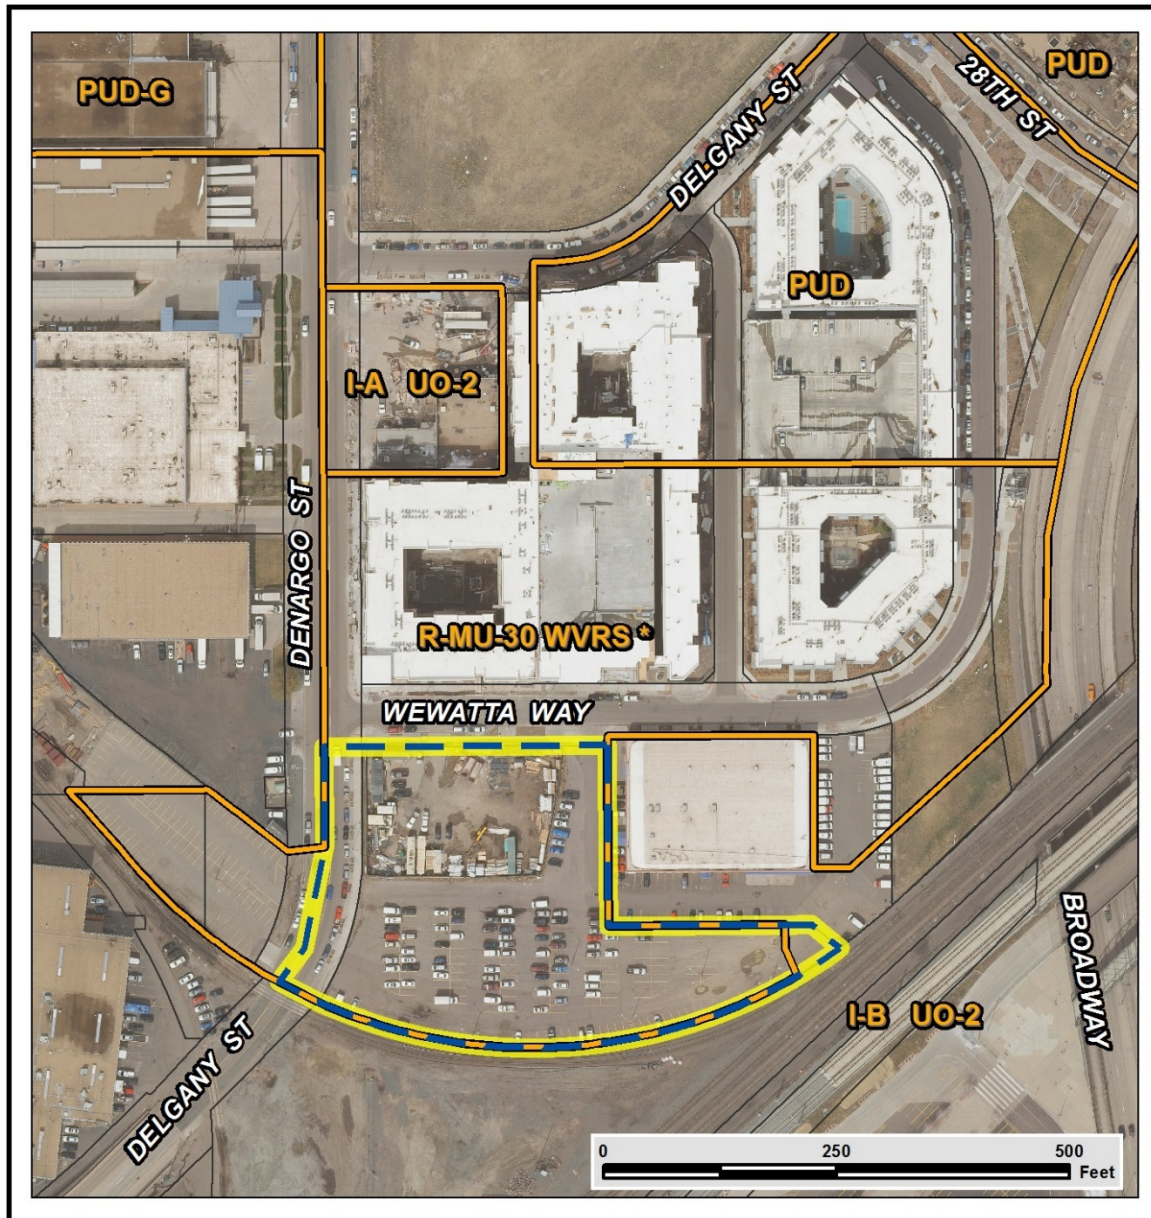 PUD-G
PUD
28TH ST
DELGANY ST
PUD
I-A UO-2
DENARGO ST
R-MU-30 WVRS *
WEWATTA WAY
BROADWAY
I-B UO-2
DELGANY ST
0 250 500
Feet